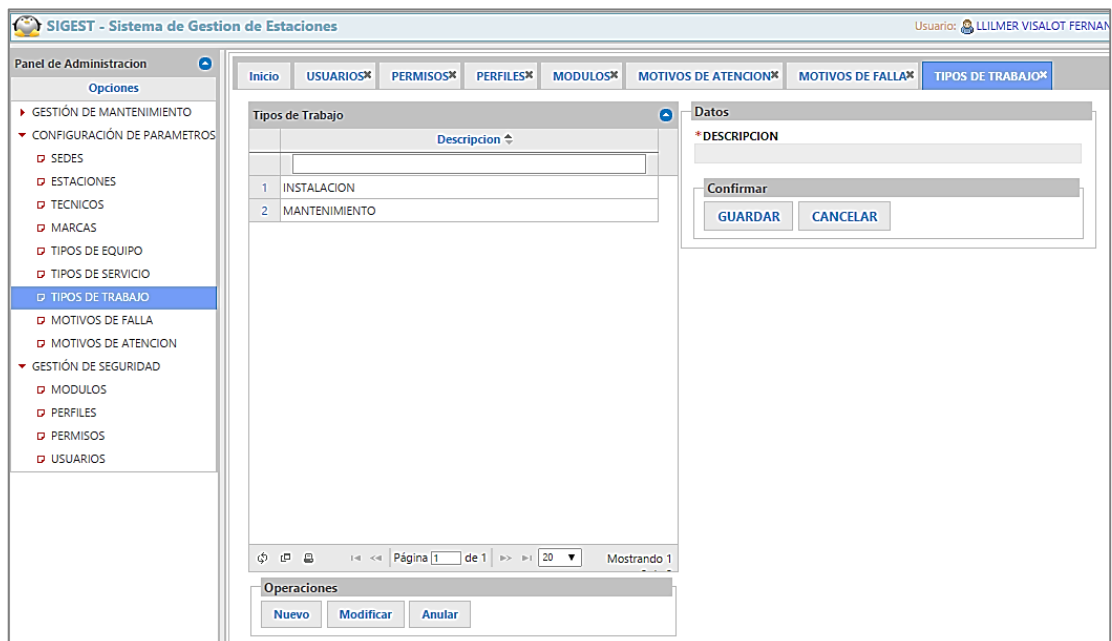 SIGEST - Sistema de Gestion de Estaciones
Usuario: LLILMER VISALOT FERNAN
Panel de Administracion
Opciones
GESTIÓN DE MANTENIMIENTO
CONFIGURACIÓN DE PARAMETROS
SEDES
ESTACIONES
TECNICOS
MARCAS
TIPOS DE EQUIPO
TIPOS DE SERVICIO
TIPOS DE TRABAJO
MOTIVOS DE FALLA
MOTIVOS DE ATENCION
GESTIÓN DE SEGURIDAD
MODULOS
PERFILES
PERMISOS
USUARIOS
Inicio USUARIOS PERMISOS PERFILES MODULOS MOTIVOS DE ATENCION MOTIVOS DE FALLA TIPOS DE TRABAJO
Tipos de Trabajo
Descripcion
1 INSTALACION
2 MANTENIMIENTO
Página 1 de 1 20 Mostrando 1
Operaciones
Nuevo Modificar Anular
Datos
*DESCRIPCION
Confirmar
GUARDAR CANCELAR